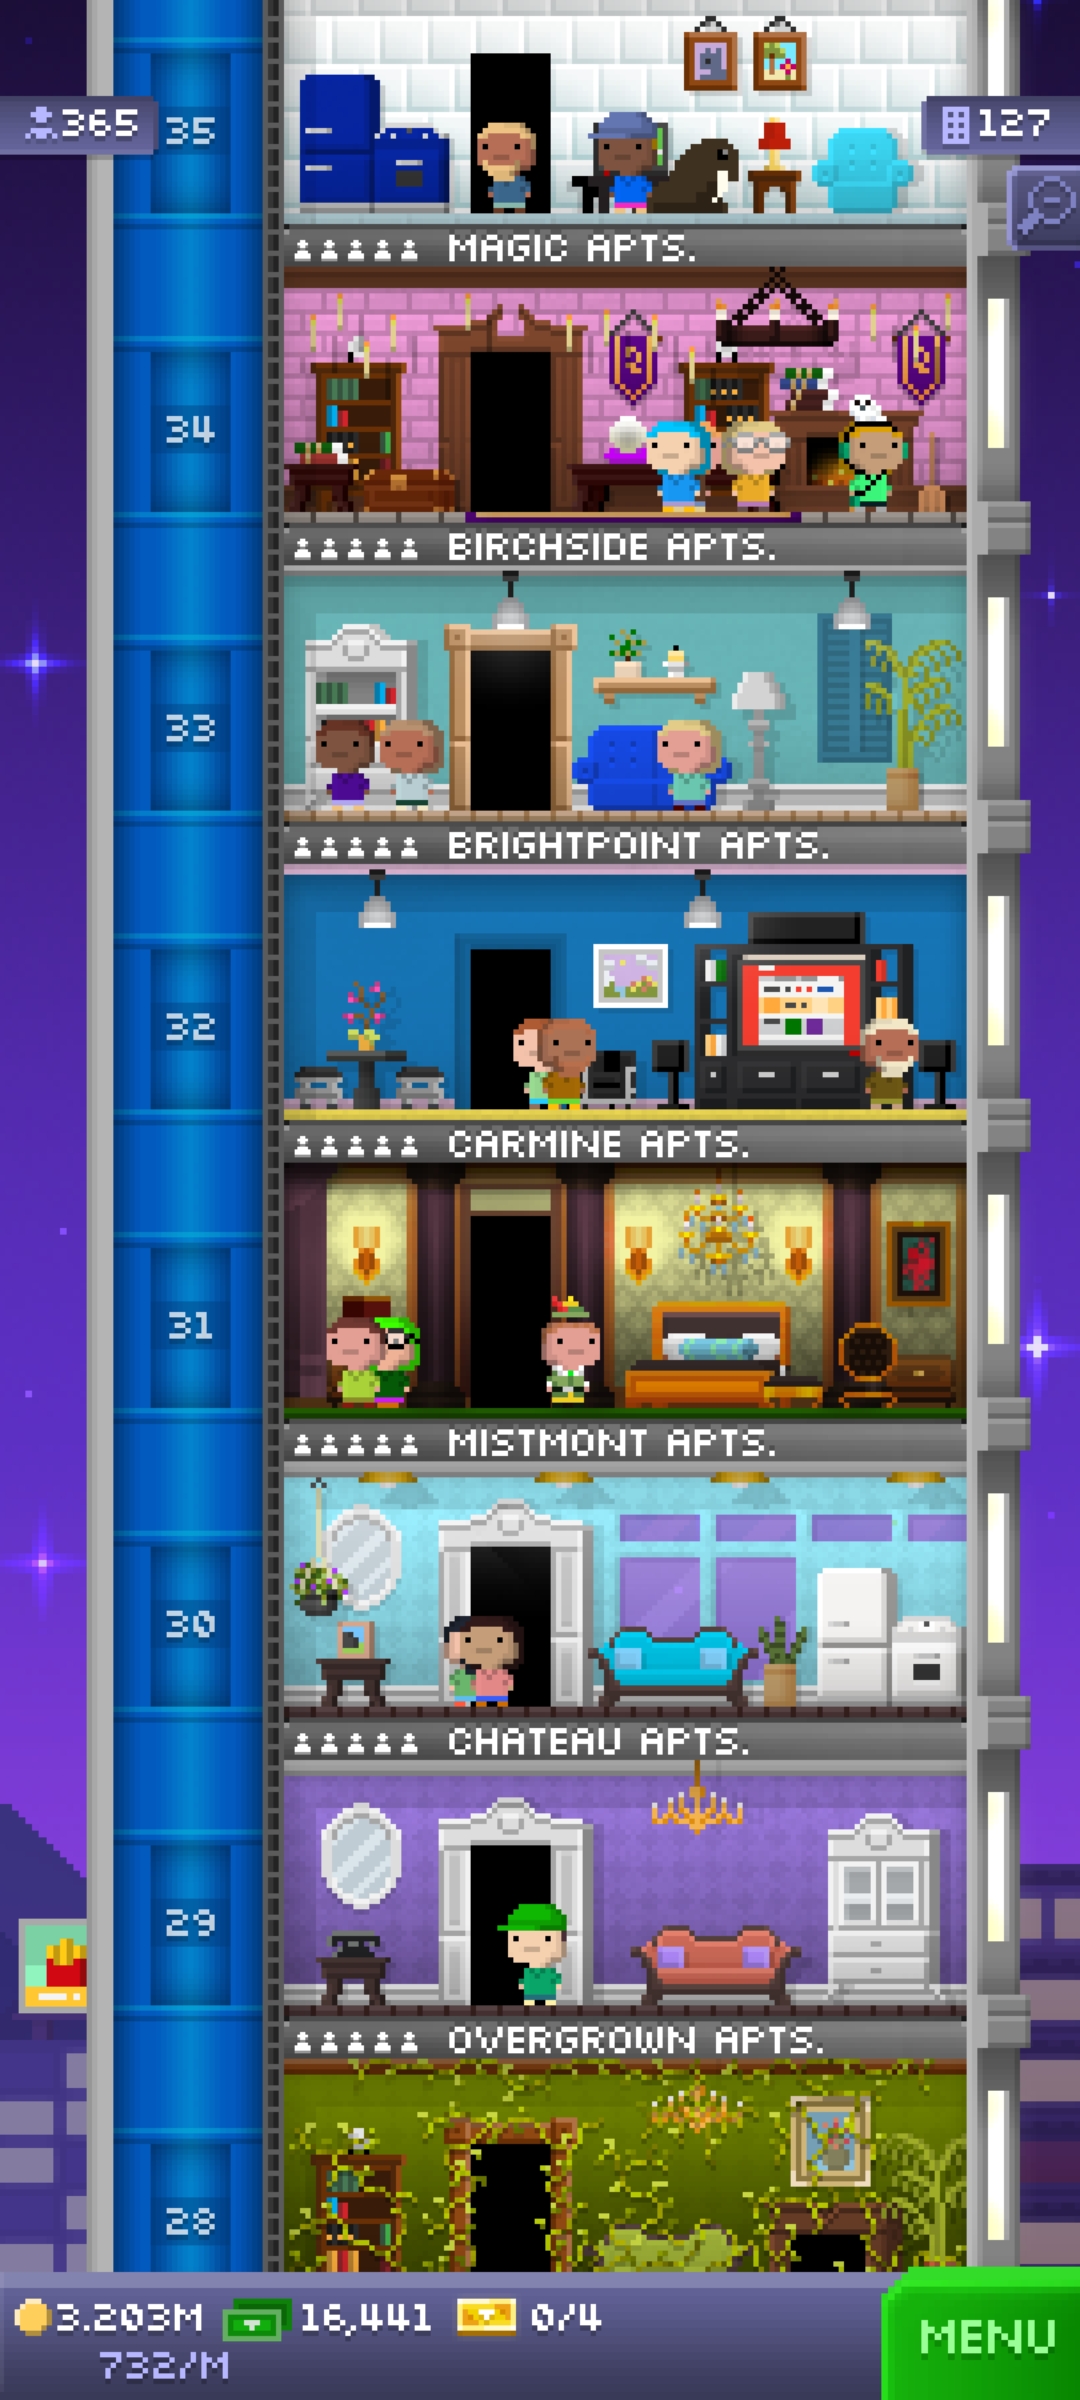 365
35
127
MAGIC APTS.
34
BIRCHSIDE APTS.
33
BRIGHTPOINT APTS.
32
CARMINE APTS.
31
MISTMONT APTS.
30
CHATEAU APTS.
29
OVERGROWN APTS.
28
3.203M 16,441 0/4
732/M
MENU